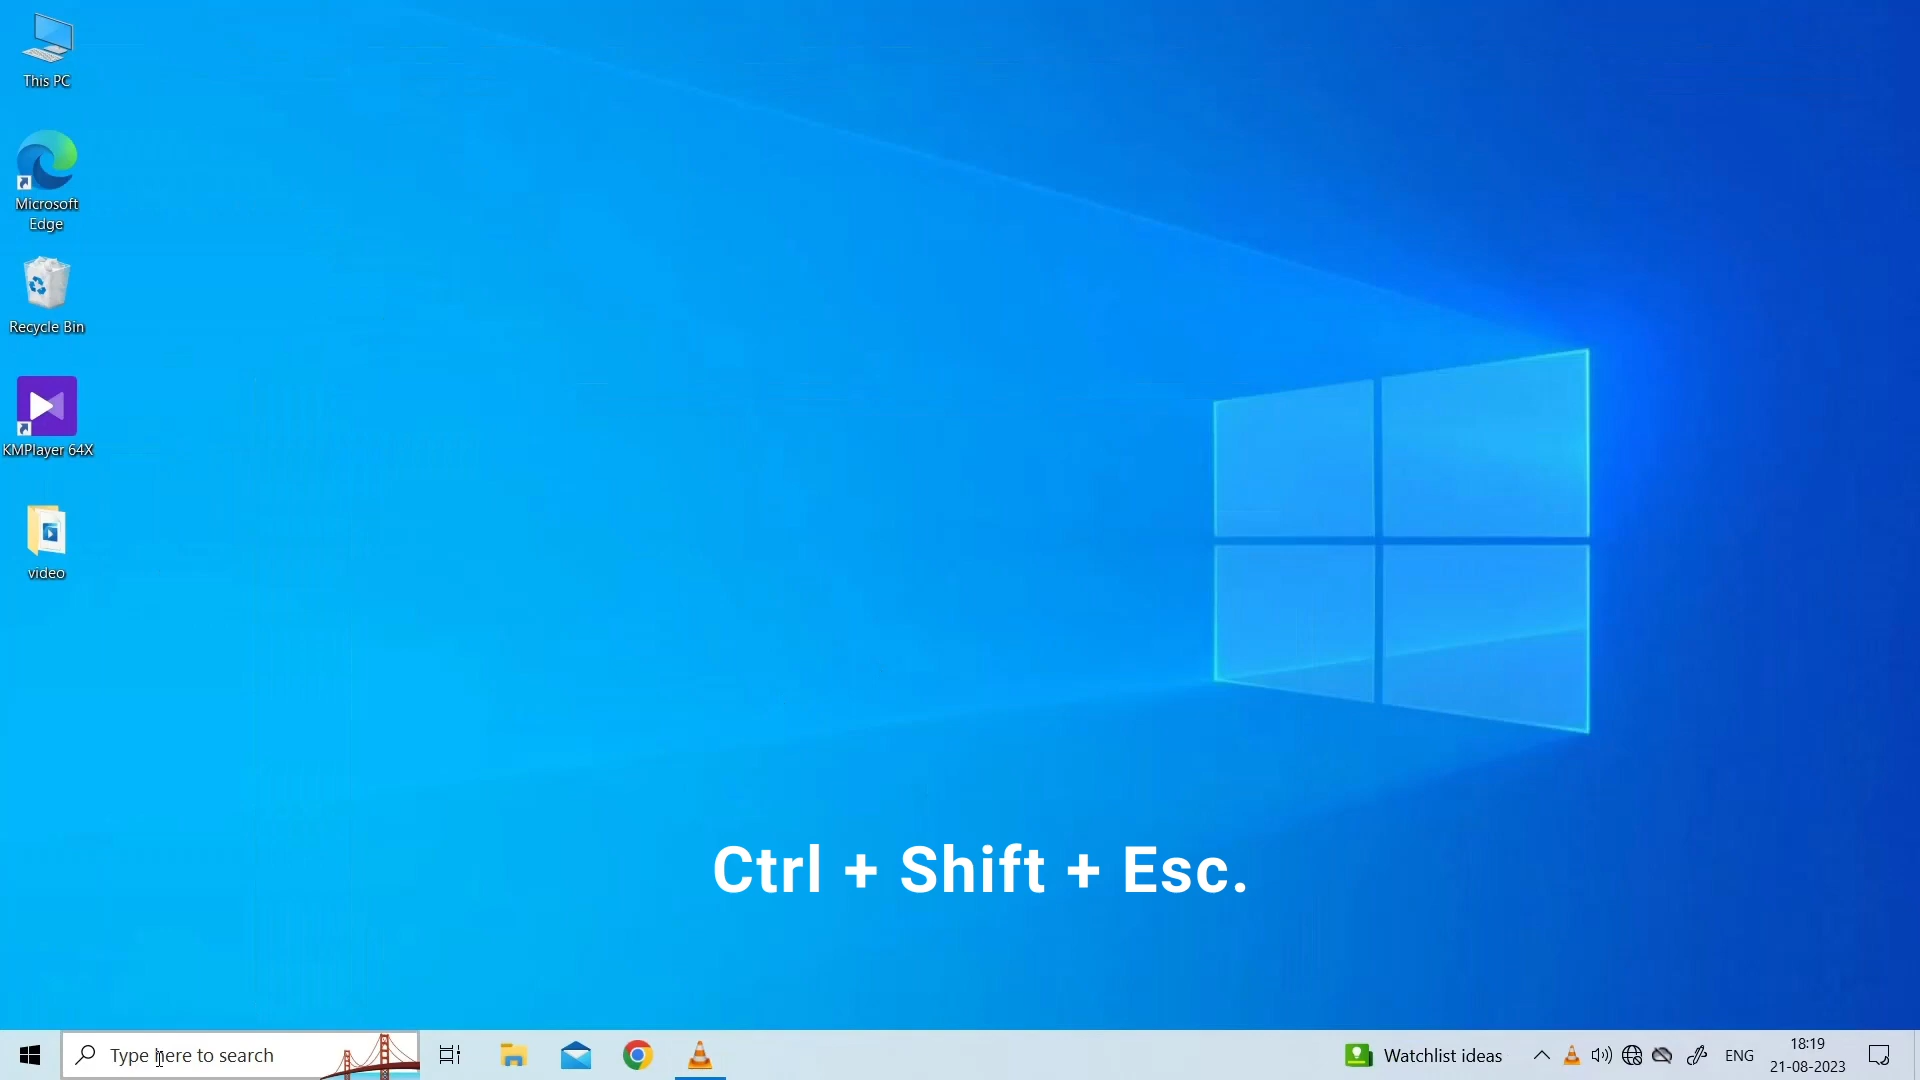 This PC
Microsoft
Edge
Recycle Bin
KMPlayer 64X
video
Ctrl + Shift + Esc.
Type here to search
Watchlist ideas
ENG
18:19
21-08-2023